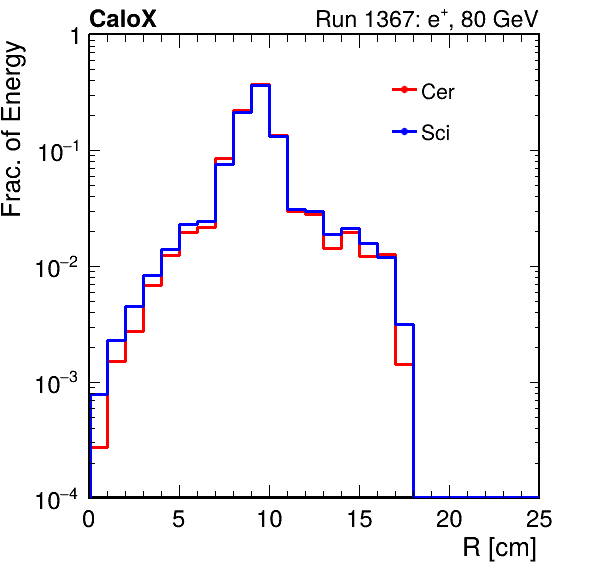 CaloX Run 1367: e⁺, 80 GeV
Frac. of Energy
1
10⁻¹
10⁻²
10⁻³
10⁻⁴
Cer
Sci
0 5 10 15 20 25
R [cm]